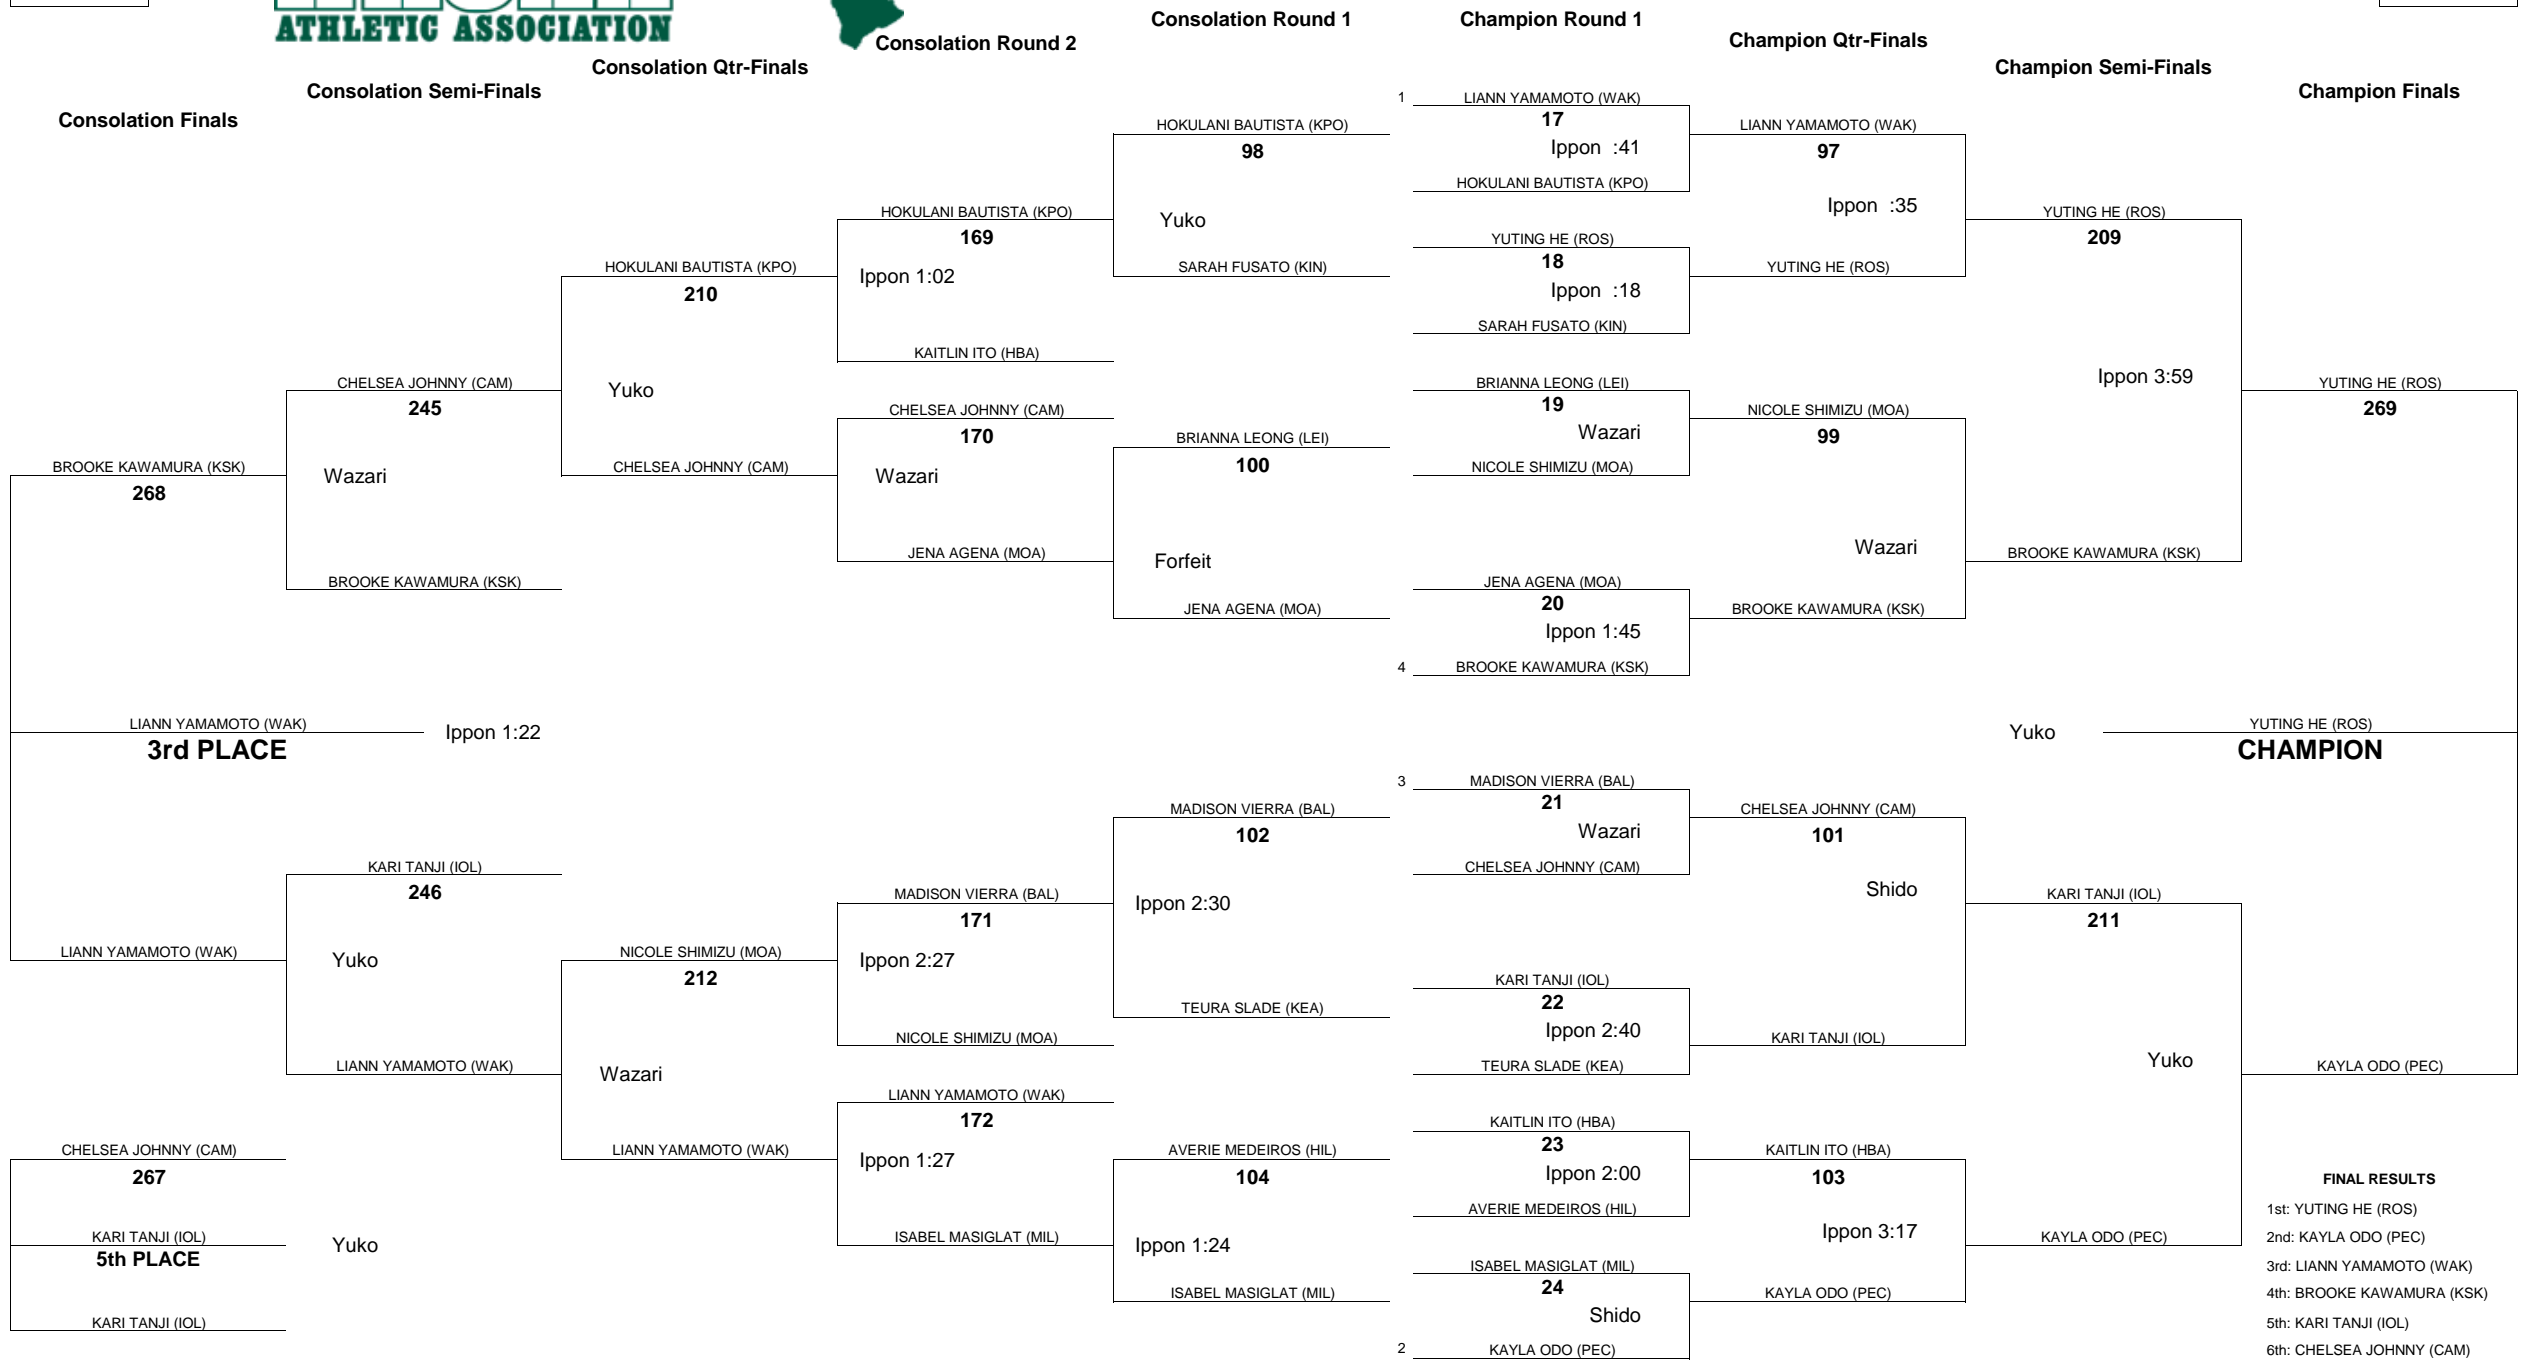 ATHLETIC ASSOCIATION
Consolation Finals
Consolation Semi-Finals
Consolation Qtr-Finals
Consolation Round 2
Consolation Round 1
Champion Round 1
Champion Qtr-Finals
Champion Semi-Finals
Champion Finals
BROOKE KAWAMURA (KSK)
268
LIANN YAMAMOTO (WAK)
3rd PLACE
Ippon 1:22
LIANN YAMAMOTO (WAK)
CHELSEA JOHNNY (CAM)
267
KARI TANJI (IOL)
5th PLACE
Yuko
KARI TANJI (IOL)
CHELSEA JOHNNY (CAM)
245
Wazari
BROOKE KAWAMURA (KSK)
KARI TANJI (IOL)
246
Yuko
LIANN YAMAMOTO (WAK)
HOKULANI BAUTISTA (KPO)
210
Yuko
CHELSEA JOHNNY (CAM)
NICOLE SHIMIZU (MOA)
212
Wazari
LIANN YAMAMOTO (WAK)
HOKULANI BAUTISTA (KPO)
169
Ippon 1:02
KAITLIN ITO (HBA)
CHELSEA JOHNNY (CAM)
170
Wazari
JENA AGENA (MOA)
MADISON VIERRA (BAL)
171
Ippon 2:27
NICOLE SHIMIZU (MOA)
LIANN YAMAMOTO (WAK)
172
Ippon 1:27
ISABEL MASIGLAT (MIL)
HOKULANI BAUTISTA (KPO)
98
Yuko
SARAH FUSATO (KIN)
BRIANNA LEONG (LEI)
100
Forfeit
JENA AGENA (MOA)
MADISON VIERRA (BAL)
102
Ippon 2:30
TEURA SLADE (KEA)
AVERIE MEDEIROS (HIL)
104
Ippon 1:24
ISABEL MASIGLAT (MIL)
1 LIANN YAMAMOTO (WAK)
17
Ippon :41
HOKULANI BAUTISTA (KPO)
YUTING HE (ROS)
18
Ippon :18
SARAH FUSATO (KIN)
BRIANNA LEONG (LEI)
19
Wazari
NICOLE SHIMIZU (MOA)
JENA AGENA (MOA)
20
Ippon 1:45
4 BROOKE KAWAMURA (KSK)
3 MADISON VIERRA (BAL)
21
Wazari
CHELSEA JOHNNY (CAM)
KARI TANJI (IOL)
22
Ippon 2:40
TEURA SLADE (KEA)
KAITLIN ITO (HBA)
23
Ippon 2:00
AVERIE MEDEIROS (HIL)
ISABEL MASIGLAT (MIL)
24
Shido
2 KAYLA ODO (PEC)
LIANN YAMAMOTO (WAK)
97
Ippon :35
YUTING HE (ROS)
NICOLE SHIMIZU (MOA)
99
Wazari
BROOKE KAWAMURA (KSK)
CHELSEA JOHNNY (CAM)
101
Shido
KARI TANJI (IOL)
KAITLIN ITO (HBA)
103
Ippon 3:17
KAYLA ODO (PEC)
YUTING HE (ROS)
209
Ippon 3:59
BROOKE KAWAMURA (KSK)
KARI TANJI (IOL)
211
Yuko
KAYLA ODO (PEC)
YUTING HE (ROS)
269
Yuko
YUTING HE (ROS)
CHAMPION
KAYLA ODO (PEC)
FINAL RESULTS
1st: YUTING HE (ROS)
2nd: KAYLA ODO (PEC)
3rd: LIANN YAMAMOTO (WAK)
4th: BROOKE KAWAMURA (KSK)
5th: KARI TANJI (IOL)
6th: CHELSEA JOHNNY (CAM)